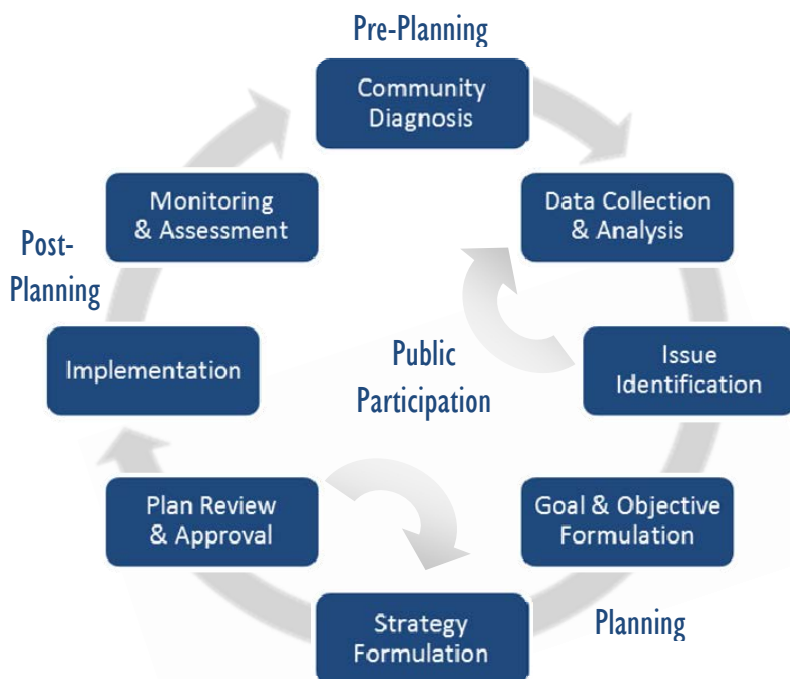 Pre-Planning
Community
Diagnosis
Data Collection
& Analysis
Issue
Identification
Goal & Objective
Formulation
Planning
Strategy
Formulation
Plan Review
& Approval
Implementation
Post-
Planning
Monitoring
& Assessment
Public
Participation